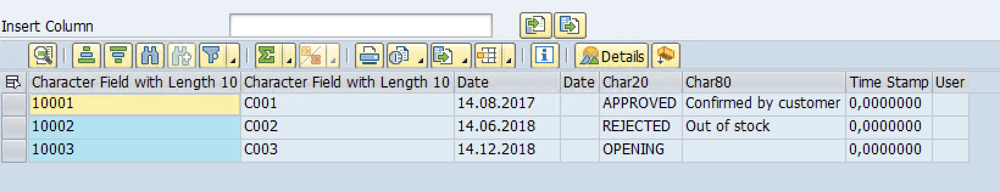 Insert Column
Details
Character Field with Length 10 Character Field with Length 10 Date Date Char20 Char80 Time Stamp User
10001 C001 14.08.2017 APPROVED Confirmed by customer 0,0000000
10002 C002 14.06.2018 REJECTED Out of stock 0,0000000
10003 C003 14.12.2018 OPENING 0,0000000